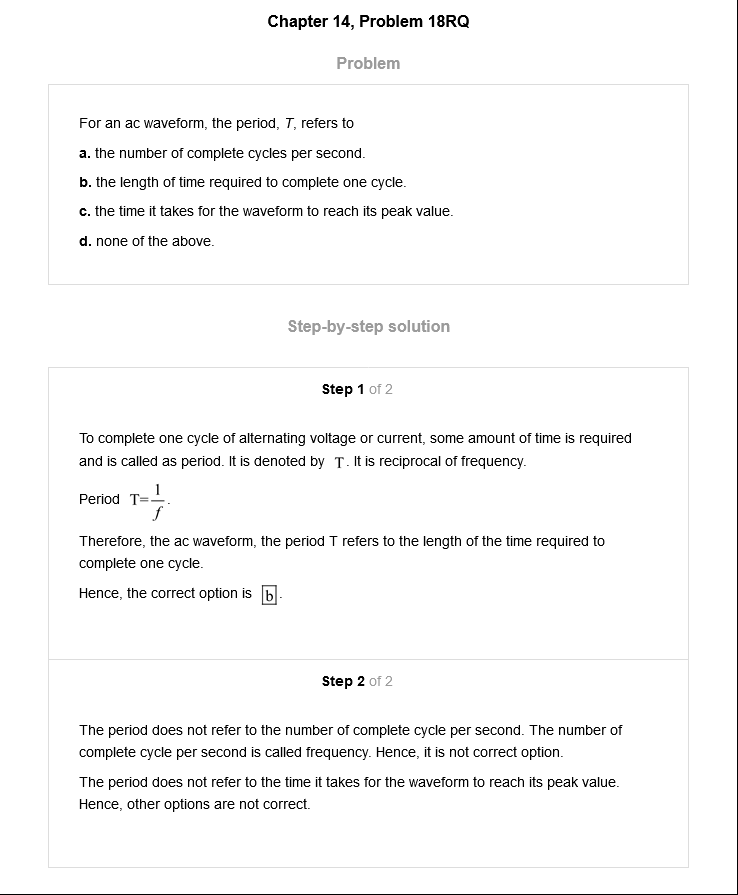 Chapter 14, Problem 18RQ
Problem
For an ac waveform, the period, T, refers to
a. the number of complete cycles per second.
b. the length of time required to complete one cycle.
c. the time it takes for the waveform to reach its peak value.
d. none of the above.
Step-by-step solution
Step 1 of 2
To complete one cycle of alternating voltage or current, some amount of time is required
and is called as period. It is denoted by T. It is reciprocal of frequency.
Period T=1/f.
Therefore, the ac waveform, the period T refers to the length of the time required to
complete one cycle.
Hence, the correct option is b.
Step 2 of 2
The period does not refer to the number of complete cycle per second. The number of
complete cycle per second is called frequency. Hence, it is not correct option.
The period does not refer to the time it takes for the waveform to reach its peak value.
Hence, other options are not correct.